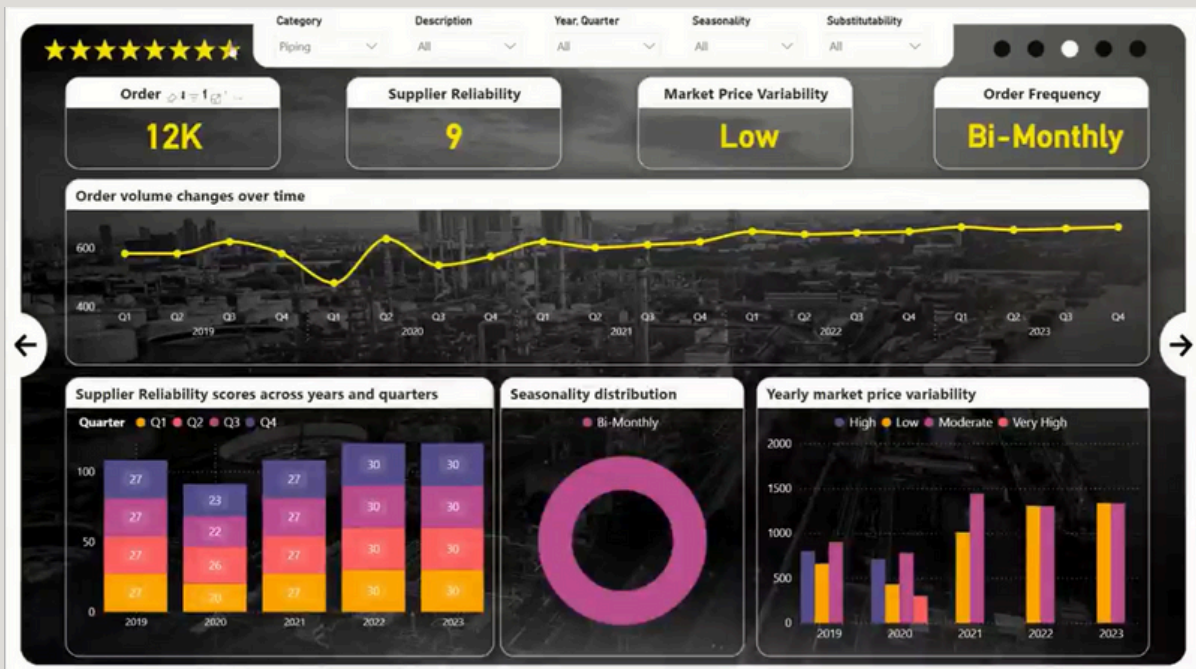 Category Description Year, Quarter Seasonality Substitutability
Piping All All All All
Order
12K
Supplier Reliability
9
Market Price Variability
Low
Order Frequency
Bi-Monthly
Order volume changes over time
600
400
Q1 Q2 Q3 Q4 Q1 Q2 Q3 Q4 Q1 Q2 Q3 Q4 Q1 Q2 Q3 Q4 Q1 Q2 Q3 Q4
2019 2020 2021 2022 2023
Supplier Reliability scores across years and quarters
Quarter Q1 Q2 Q3 Q4
100
50
0
27 23 27 30 30
27 22 27 30 30
27 26 27 30 30
27 20 27 30 30
2019 2020 2021 2022 2023
Seasonality distribution
Bi-Monthly
Yearly market price variability
High Low Moderate Very High
2000
1500
1000
500
0
2019 2020 2021 2022 2023